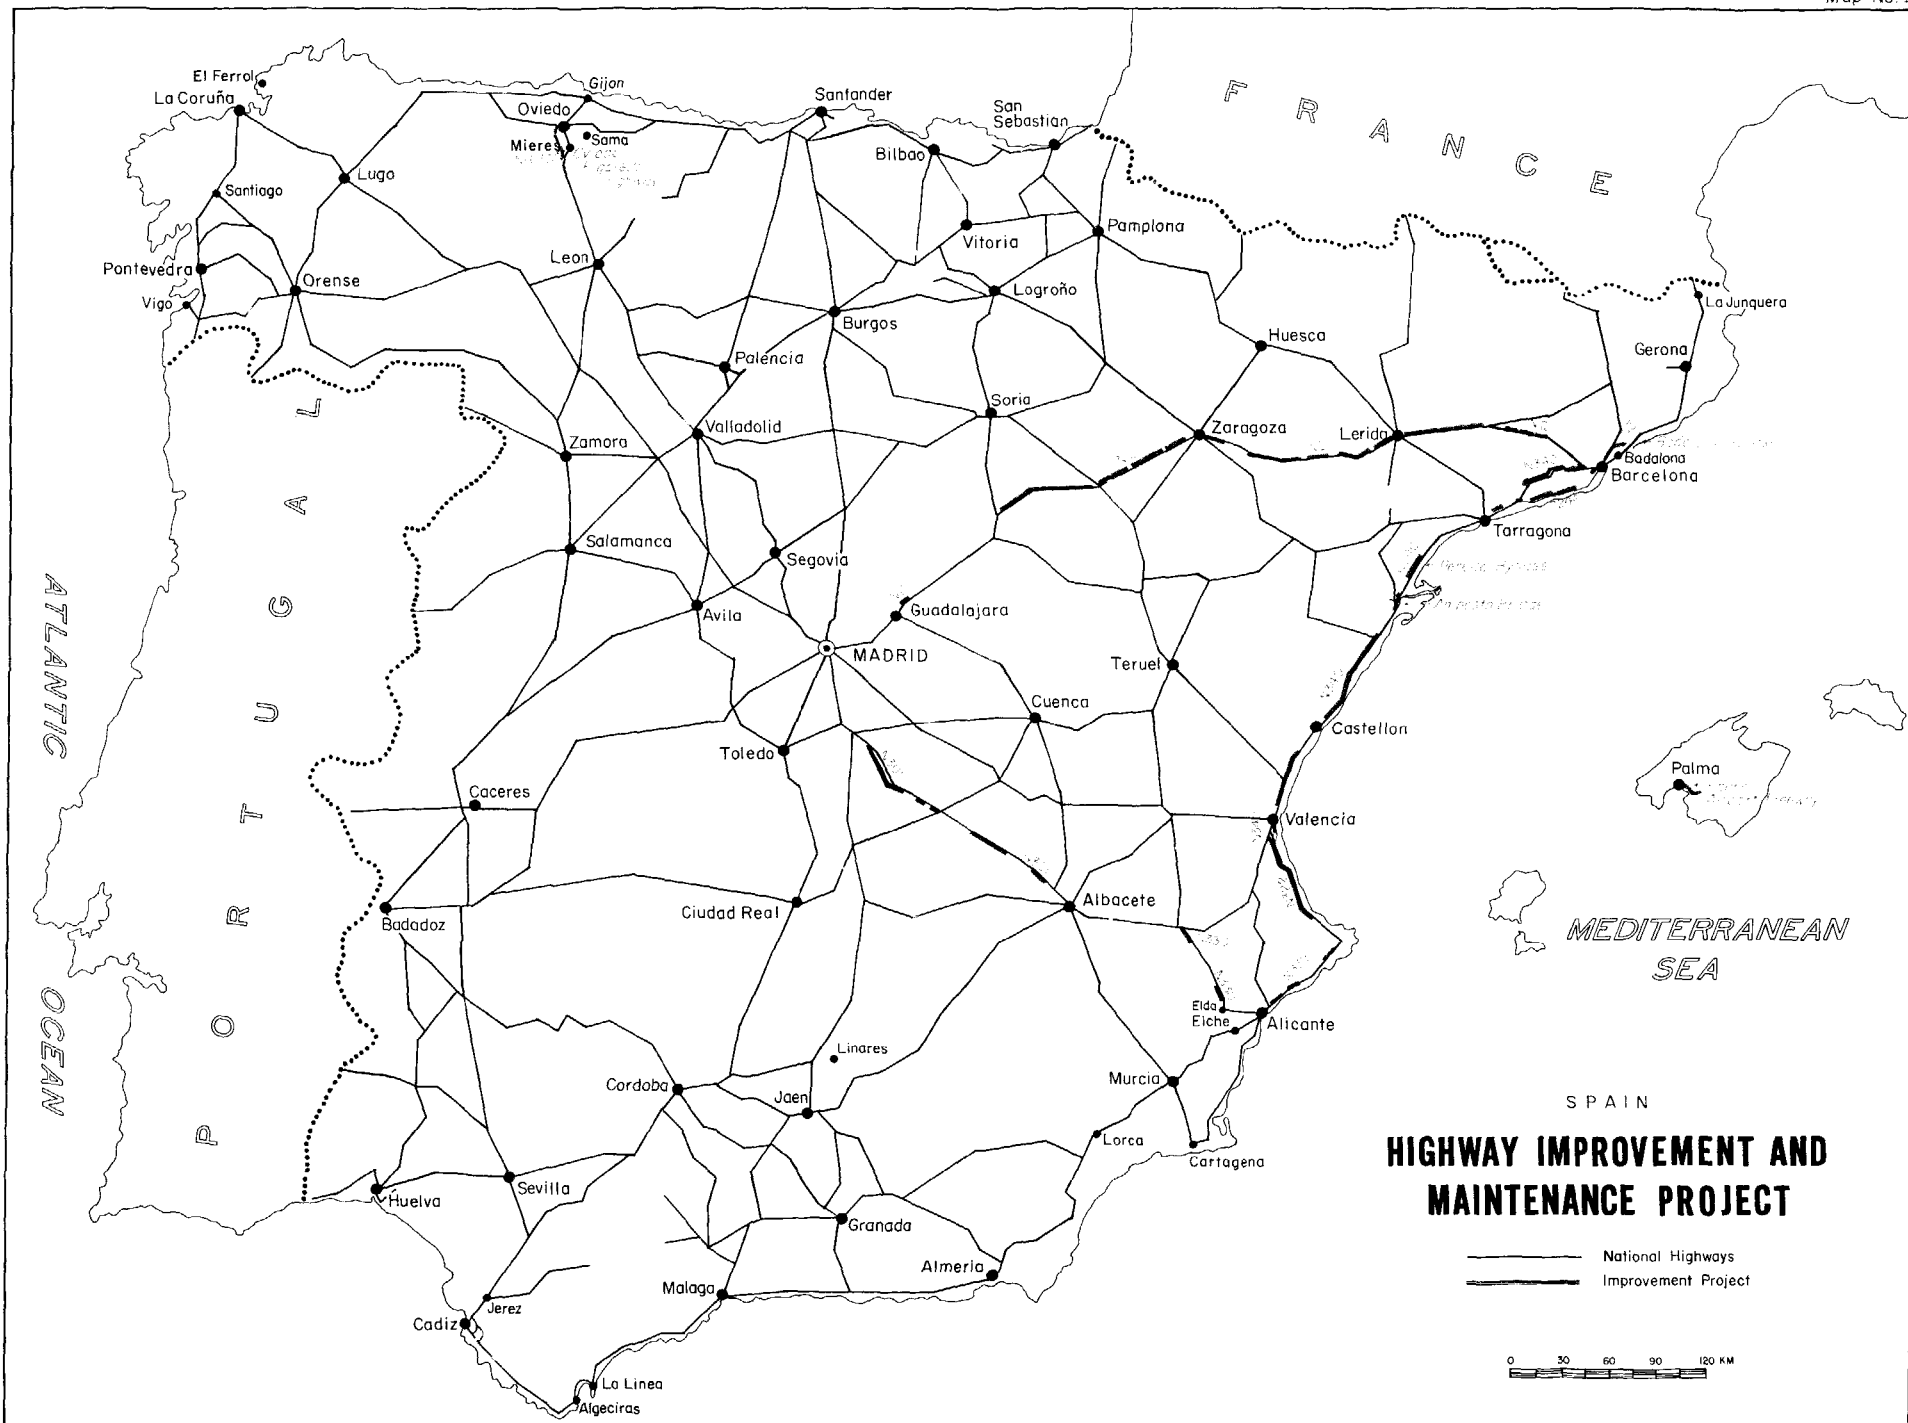 Map No.
El Ferrol
La Coruña
Gijon
Oviedo
Santander
San
Sebastian
Mieres
Sama
Bilbao
Lugo
Santiago
Vitoria
Pamplona
Leon
Pontevedra
Orense
Vigo
Logroño
Burgos
La Junquera
Huesca
Gerona
Palencia
Soria
Valladolid
Zamora
Zaragoza
Lerida
Badalona
Barcelona
Tarragona
Salamanca
Segovia
Avila
Guadalajara
MADRID
Teruel
Cuenca
Castellon
Toledo
Palma
Caceres
Valencia
Ciudad Real
Albacete
Badadoz
Elda
Eiche
Alicante
Linares
Murcia
Cordoba
Jaen
Lorca
Cartagena
Huelva
Sevilla
Granada
Almeria
Malaga
Jerez
Cadiz
La Linea
Algeciras
FRANCE
PORTUGAL
ATLANTIC
OCEAN
MEDITERRANEAN
SEA
SPAIN
HIGHWAY IMPROVEMENT AND
MAINTENANCE PROJECT
National Highways
Improvement Project
0 30 60 90 120 KM